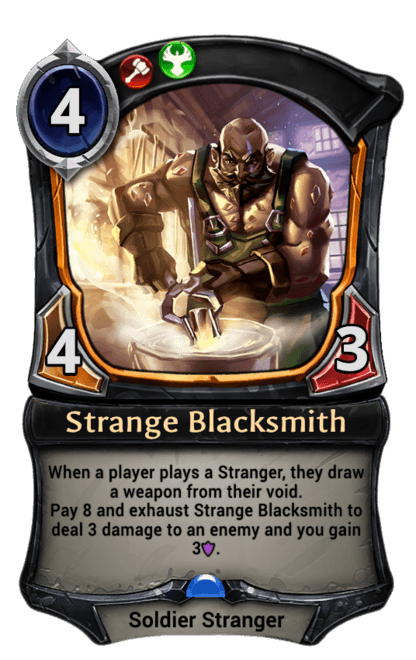 4
4
3
Strange Blacksmith
When a player plays a Stranger, they draw
a weapon from their void.
Pay 8 and exhaust Strange Blacksmith to
deal 3 damage to an enemy and you gain
3.
Soldier Stranger